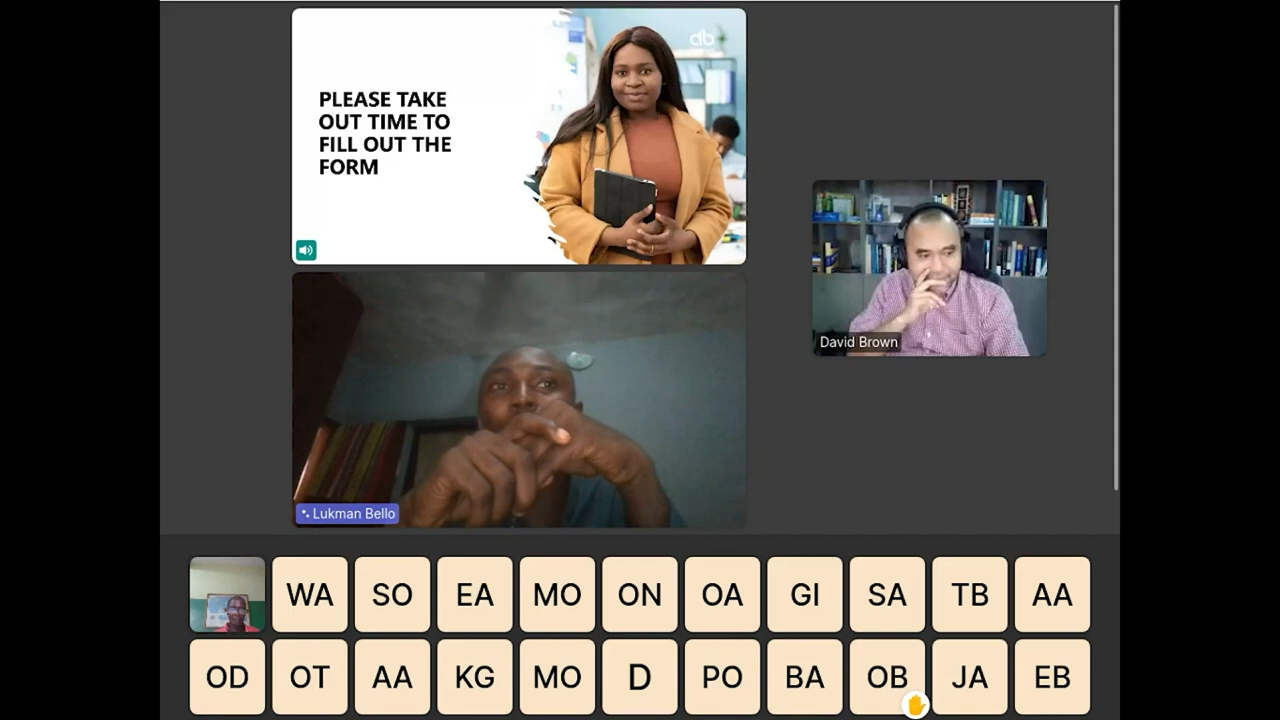 PLEASE TAKE
OUT TIME TO
FILL OUT THE
FORM
db
David Brown
Lukman Bello
WA SO EA MO ON OA GI SA TB AA
OD OT AA KG MO D PO BA OB JA EB